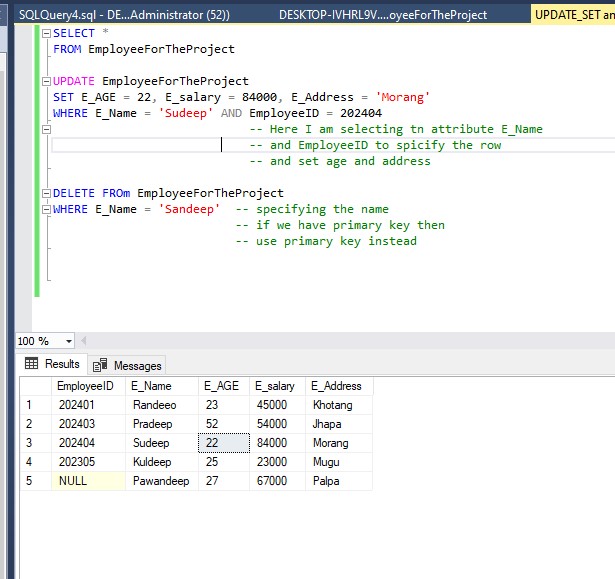 SQLQuery4.sql - DE...Administrator (52)) DESKTOP-IVHRL9V....oyeeForTheProject UPDATE_SET an
SELECT *
FROM EmployeeForTheProject
UPDATE EmployeeForTheProject
SET E_AGE = 22, E_salary = 84000, E_Address = 'Morang'
WHERE E_Name = 'Sudeep' AND EmployeeID = 202404
-- Here I am selecting tn attribute E_Name
-- and EmployeeID to spicify the row
-- and set age and address
DELETE FROm EmployeeForTheProject
WHERE E_Name = 'Sandeep' -- specifying the name
-- if we have primary key then
-- use primary key instead
100 %
Results Messages
EmployeeID E_Name E_AGE E_salary E_Address
1 202401 Randeeo 23 45000 Khotang
2 202403 Pradeep 52 54000 Jhapa
3 202404 Sudeep 22 84000 Morang
4 202305 Kuldeep 25 23000 Mugu
5 NULL Pawandeep 27 67000 Palpa